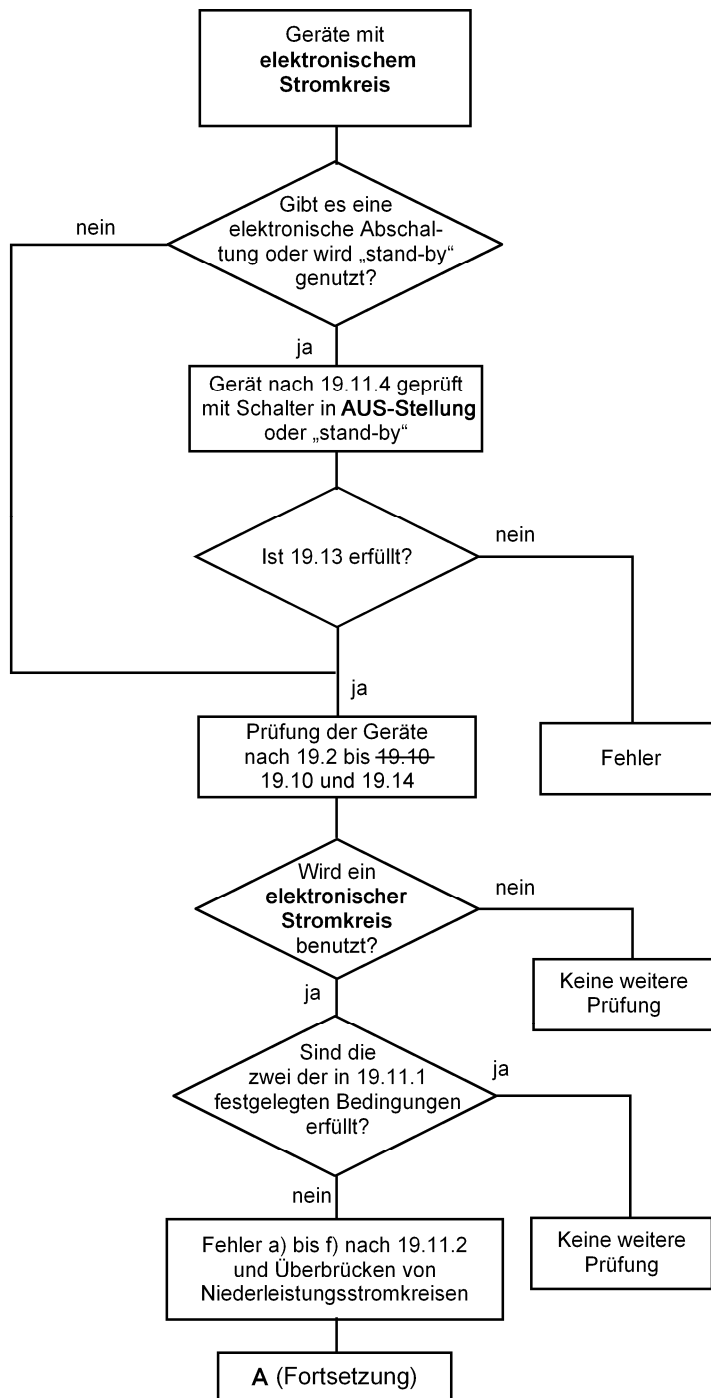 Geräte mit
elektronischem
Stromkreis
Gibt es eine
elektronische Abschal-
tung oder wird „stand-by“
genutzt?
nein
ja
Gerät nach 19.11.4 geprüft
mit Schalter in AUS-Stellung
oder „stand-by“
Ist 19.13 erfüllt?
nein
ja
Fehler
Prüfung der Geräte
nach 19.2 bis 19.10
19.10 und 19.14
Wird ein
elektronischer
Stromkreis
benutzt?
nein
Keine weitere
Prüfung
ja
Sind die
zwei der in 19.11.1
festgelegten Bedingungen
erfüllt?
ja
Keine weitere
Prüfung
nein
Fehler a) bis f) nach 19.11.2
und Überbrücken von
Niederleistungsstromkreisen
A (Fortsetzung)